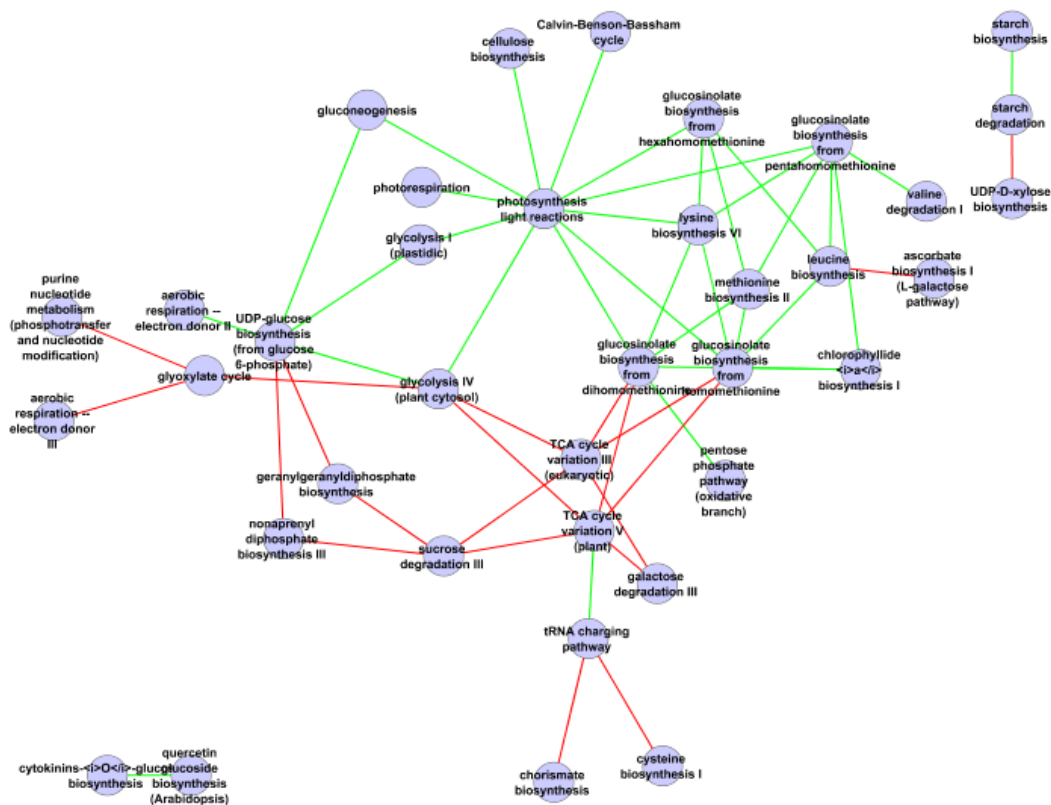 Calvin-Benson-Bassham
cycle
cellulose
biosynthesis
starch
biosynthesis
gluconeogenesis
glucosinolate
biosynthesis
from
hexahomomethionine
glucosinolate
biosynthesis
from
pentahomomethionine
starch
degradation
photorespiration
photosynthesis
light reactions
valine
degradation I
UDP-D-xylose
biosynthesis
glycolysis I
(plastidic)
lysine
biosynthesis VI
leucine
biosynthesis
ascorbate
biosynthesis I
(L-galactose
pathway)
methionine
biosynthesis II
purine
nucleotide
metabolism
(phosphotransfer
and nucleotide
modification)
aerobic
respiration --
electron donor II
UDP-glucose
biosynthesis
(from glucose
6-phosphate)
glyoxylate cycle
glycolysis IV
(plant cytosol)
glucosinolate
biosynthesis
from
dihomomethionine
glucosinolate
biosynthesis
from
homomethionine
chlorophyllide
<i>a</i>
biosynthesis I
aerobic
respiration --
electron donor
III
geranylgeranyldiphosphate
biosynthesis
TCA cycle
variation III
(eukaryotic)
pentose
phosphate
pathway
(oxidative
branch)
nonaprenyl
diphosphate
biosynthesis III
sucrose
degradation III
TCA cycle
variation V
(plant)
galactose
degradation III
tRNA charging
pathway
chorismate
biosynthesis
cysteine
biosynthesis I
biosynthesis
quercetin
glucoside
biosynthesis
(Arabidopsis)